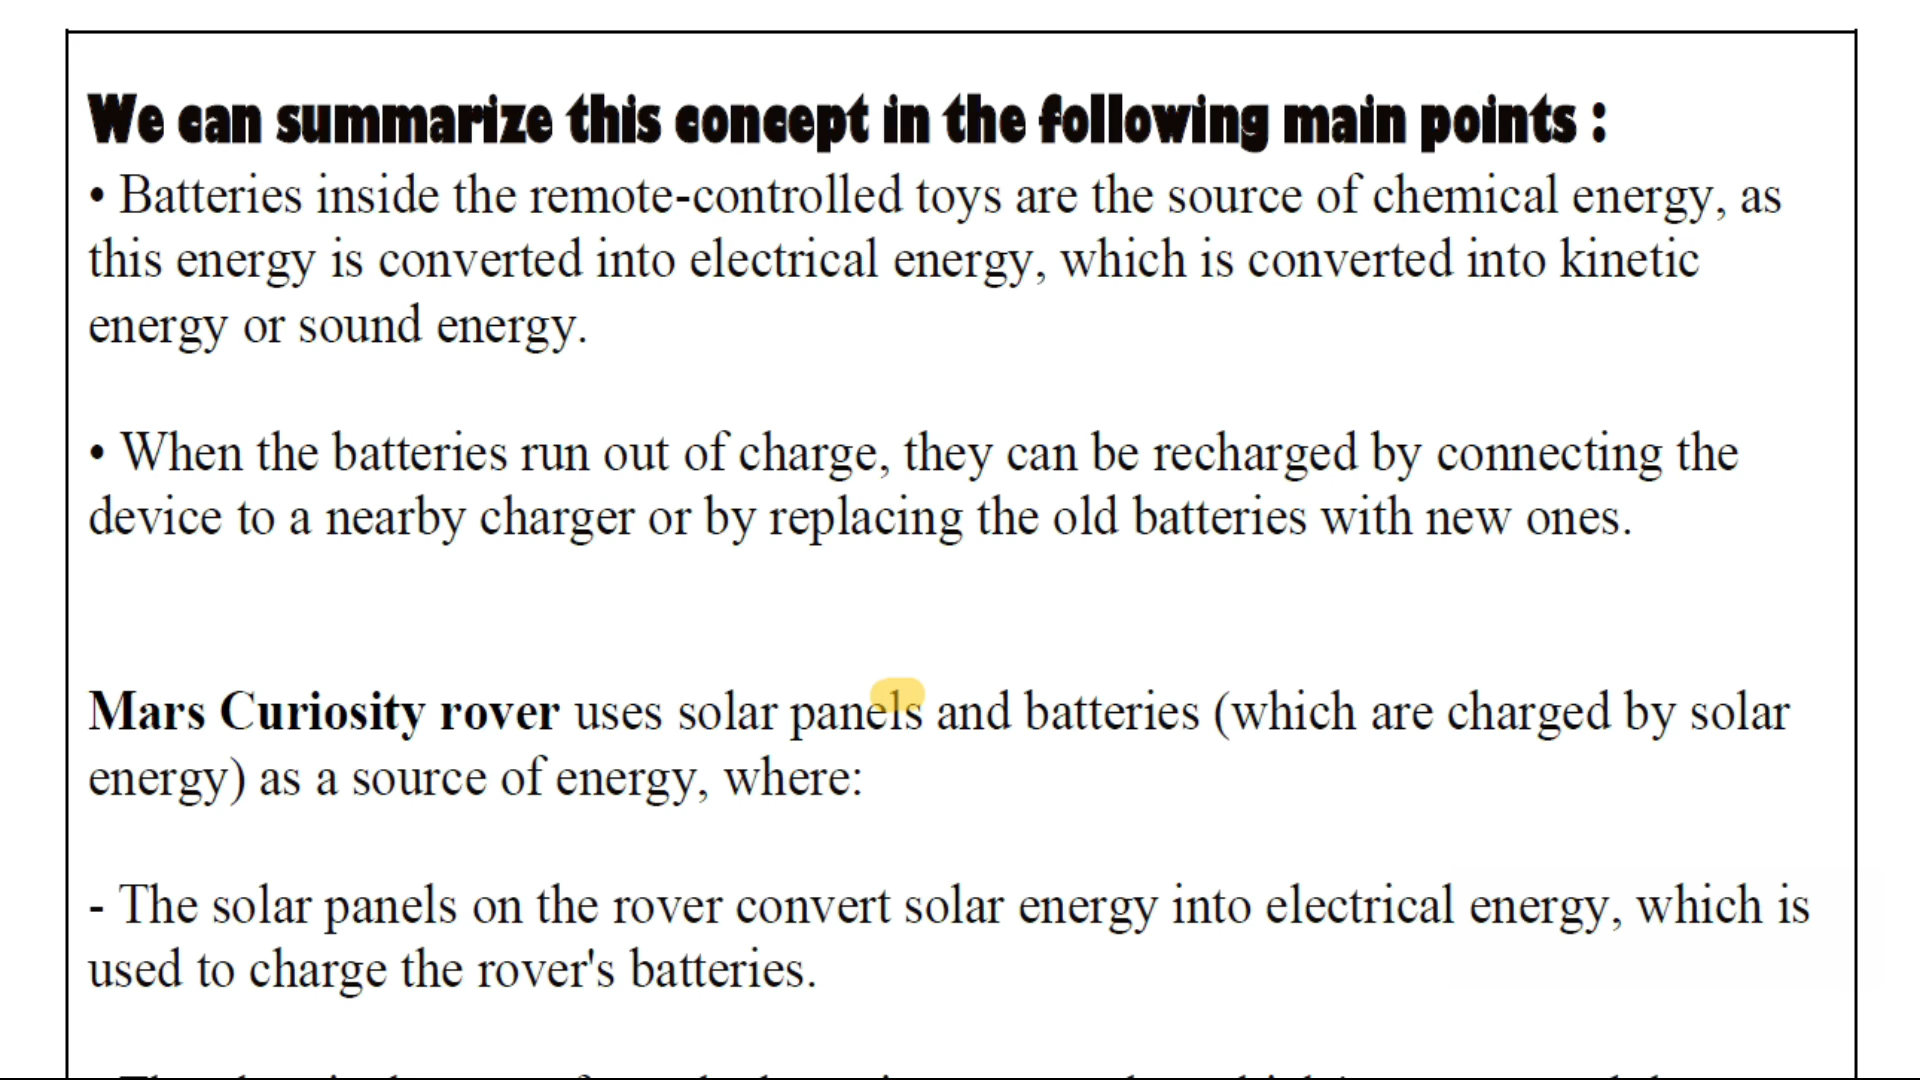 We can summarize this concept in the following main points :
• Batteries inside the remote-controlled toys are the source of chemical energy, as
this energy is converted into electrical energy, which is converted into kinetic
energy or sound energy.
• When the batteries run out of charge, they can be recharged by connecting the
device to a nearby charger or by replacing the old batteries with new ones.
Mars Curiosity rover uses solar panels and batteries (which are charged by solar
energy) as a source of energy, where:
- The solar panels on the rover convert solar energy into electrical energy, which is
used to charge the rover's batteries.